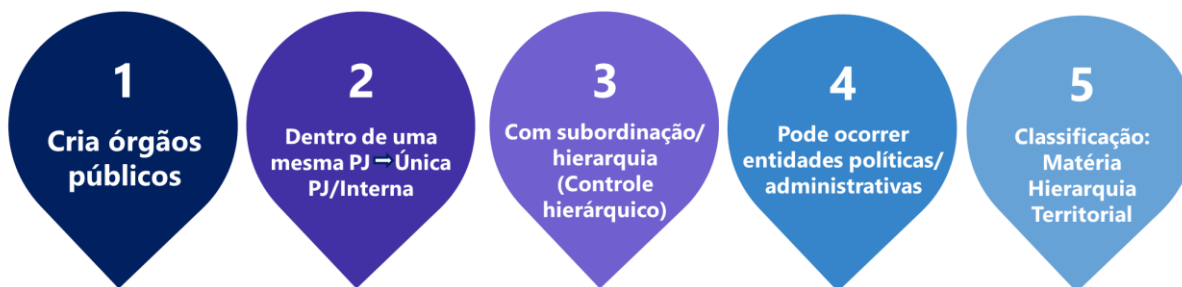 1
Cria órgãos
públicos
2
Dentro de uma
mesma PJ ➡ Única
PJ/Interna
3
Com subordinação/
hierarquia
(Controle
hierárquico)
4
Pode ocorrer
entidades políticas/
administrativas
5
Classificação:
Matéria
Hierarquia
Territorial